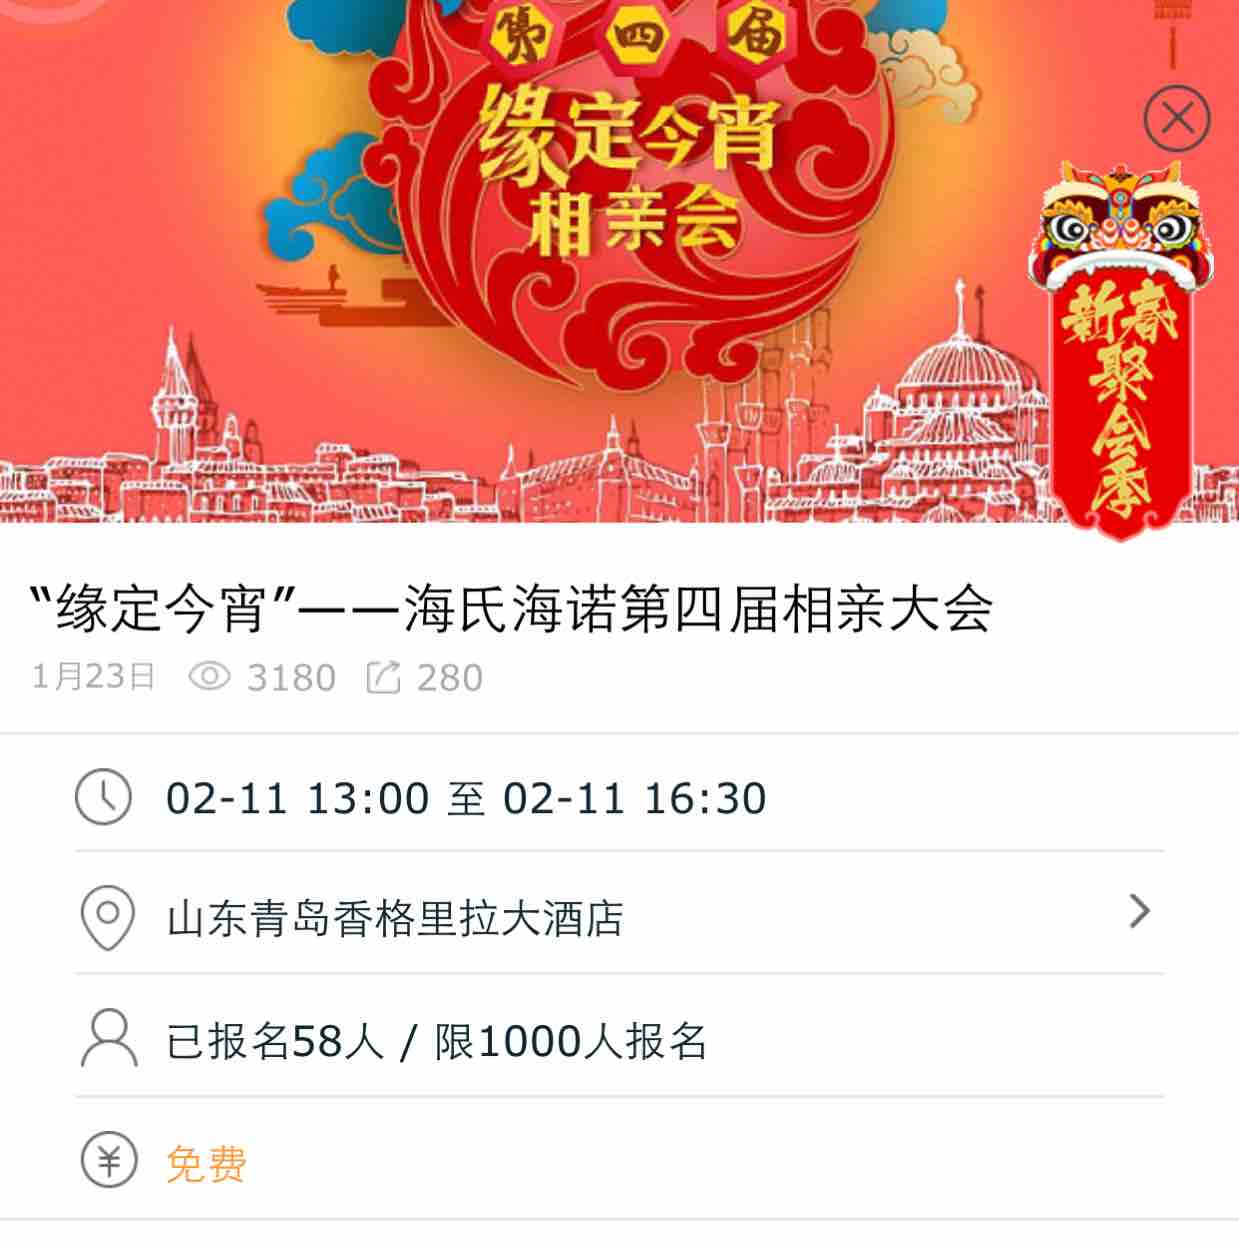 第四届
缘定今宵
相亲会
新春聚会季
“缘定今宵”——海氏海诺第四届相亲大会
1月23日 3180 280
02-11 13:00 至 02-11 16:30
山东青岛香格里拉大酒店
已报名58人 / 限1000人报名
¥ 免费